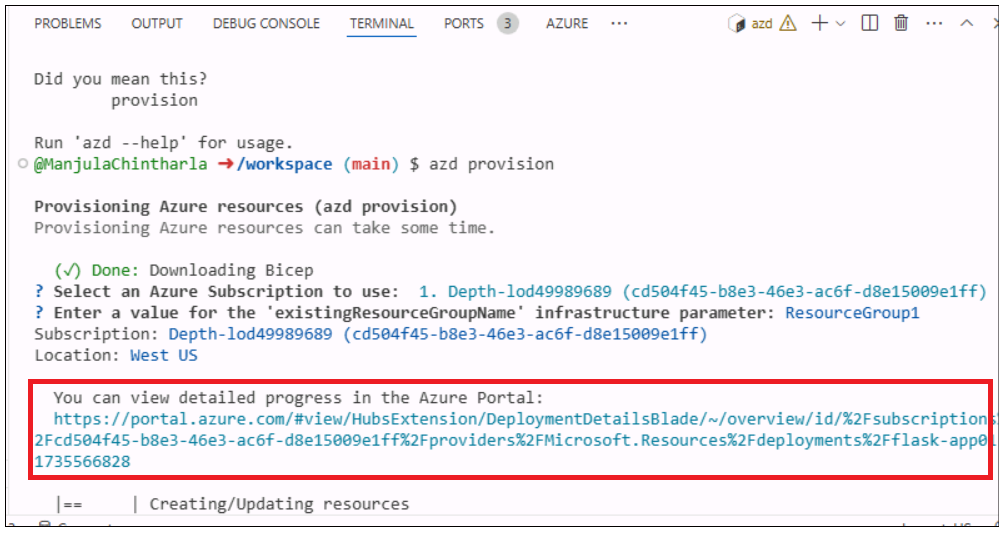 PROBLEMS OUTPUT DEBUG CONSOLE TERMINAL PORTS 3 AZURE ··· azd
Did you mean this?
provision
Run 'azd --help' for usage.
@ManjulaChintharla ➜/workspace (main) $ azd provision
Provisioning Azure resources (azd provision)
Provisioning Azure resources can take some time.
(✓) Done: Downloading Bicep
? Select an Azure Subscription to use:  1. Depth-lod49989689 (cd504f45-b8e3-46e3-ac6f-d8e15009e1ff)
? Enter a value for the 'existingResourceGroupName' infrastructure parameter: ResourceGroup1
Subscription: Depth-lod49989689 (cd504f45-b8e3-46e3-ac6f-d8e15009e1ff)
Location: West US
You can view detailed progress in the Azure Portal:
https://portal.azure.com/#view/HubsExtension/DeploymentDetailsBlade/~/overview/id/%2Fsubscriptions
2Fcd504f45-b8e3-46e3-ac6f-d8e15009e1ff%2Fproviders%2FMicrosoft.Resources%2Fdeployments%2Fflask-app01
1735566828
|==     | Creating/Updating resources